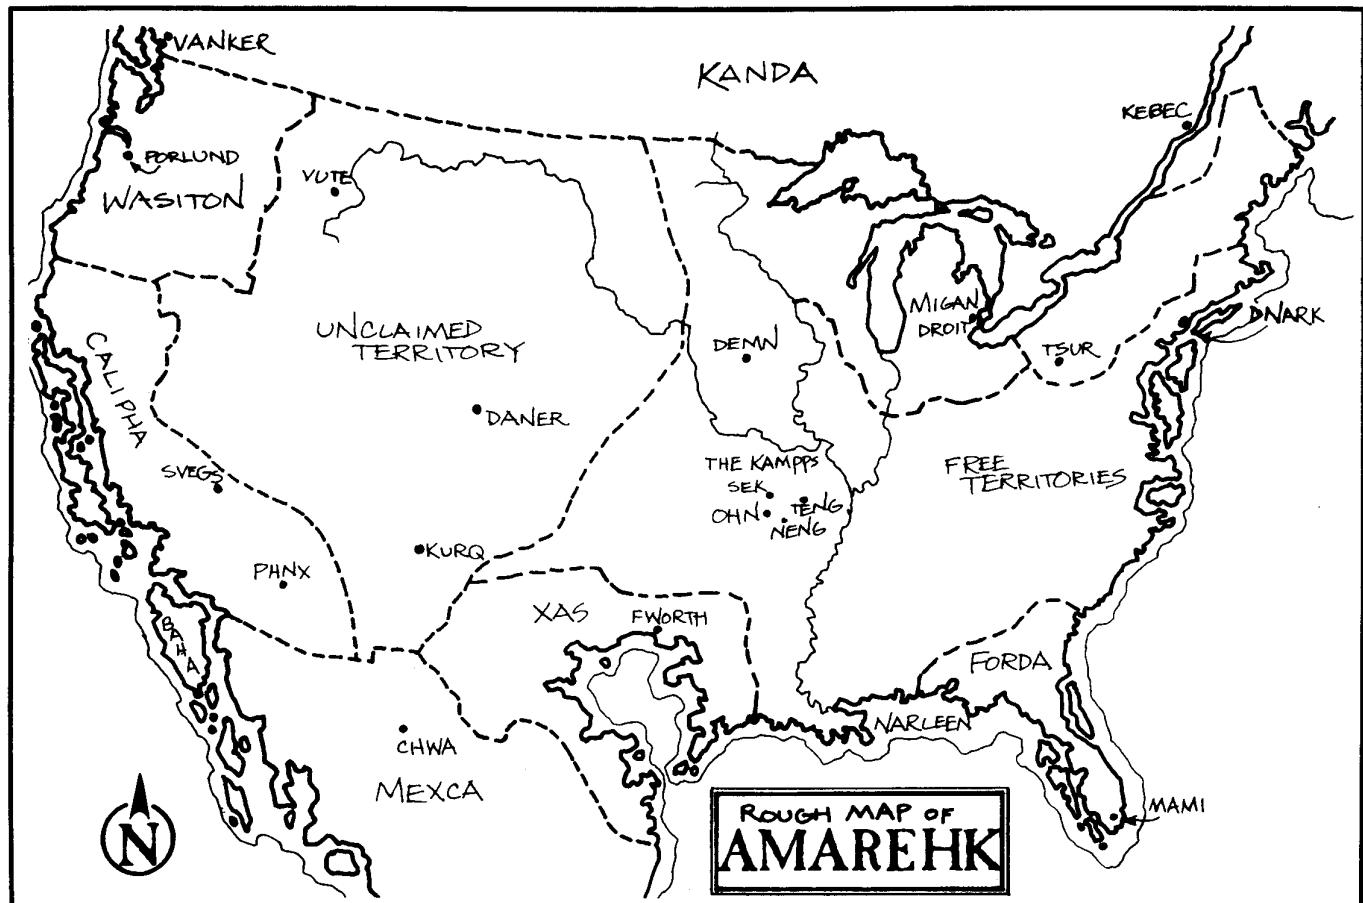 VANKER
KANDA
KEBEC
PORLUND
WASITON
VUTE
MIGAN
DROIT
DNARK
UNCLAIMED
TERRITORY
DEMN
TSUR
CALIPHA
DANER
SVEGS
THE KAMPPS
SEK
TENG
OHN
NENG
FREE
TERRITORIES
KURQ
PHNX
XAS
FWORTH
BAHA
FORDA
NARLEEN
CHWA
MEXCA
MAMI
N
ROUGH MAP OF
AMAREHK